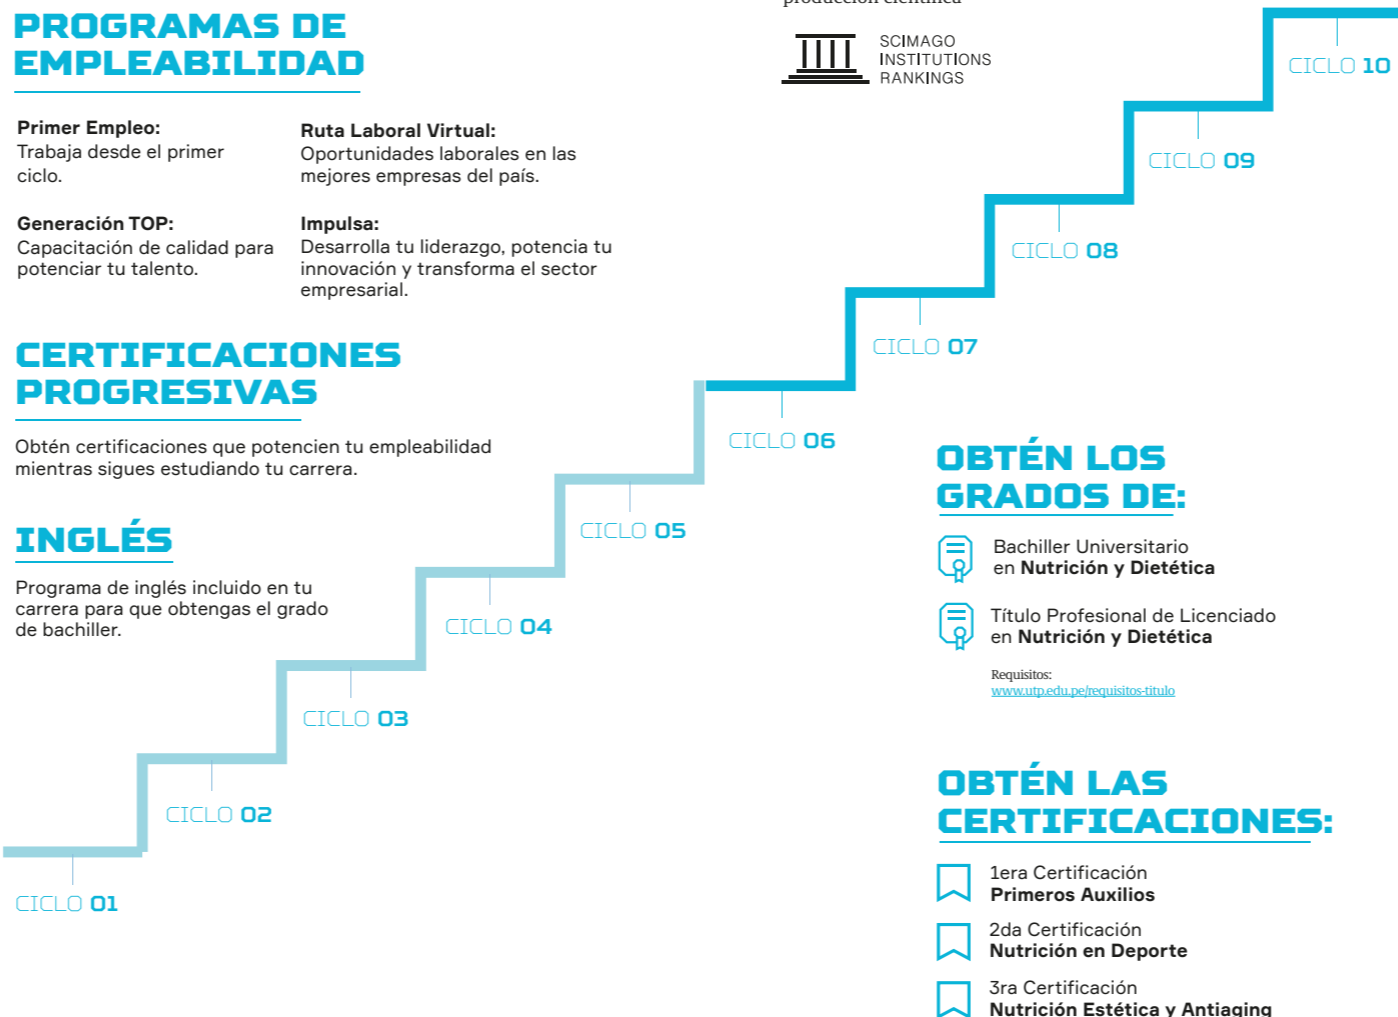 PROGRAMAS DE
EMPLEABILIDAD
Primer Empleo:
Trabaja desde el primer
ciclo.
Ruta Laboral Virtual:
Oportunidades laborales en las
mejores empresas del país.
Generación TOP:
Capacitación de calidad para
potenciar tu talento.
Impulsa:
Desarrolla tu liderazgo, potencia tu
innovación y transforma el sector
empresarial.
CERTIFICACIONES
PROGRESIVAS
Obtén certificaciones que potencien tu empleabilidad
mientras sigues estudiando tu carrera.
INGLÉS
Programa de inglés incluido en tu
carrera para que obtengas el grado
de bachiller.
producción científica
SCIMAGO
INSTITUTIONS
RANKINGS
CICLO 10
CICLO 09
CICLO 08
CICLO 07
CICLO 06
CICLO 05
CICLO 04
CICLO 03
CICLO 02
CICLO 01
OBTÉN LOS
GRADOS DE:
Bachiller Universitario
en Nutrición y Dietética
Título Profesional de Licenciado
en Nutrición y Dietética
Requisitos:
www.utp.edu.pe/requisitos-titulo
OBTÉN LAS
CERTIFICACIONES:
1era Certificación
Primeros Auxilios
2da Certificación
Nutrición en Deporte
3ra Certificación
Nutrición Estética y Antiaging